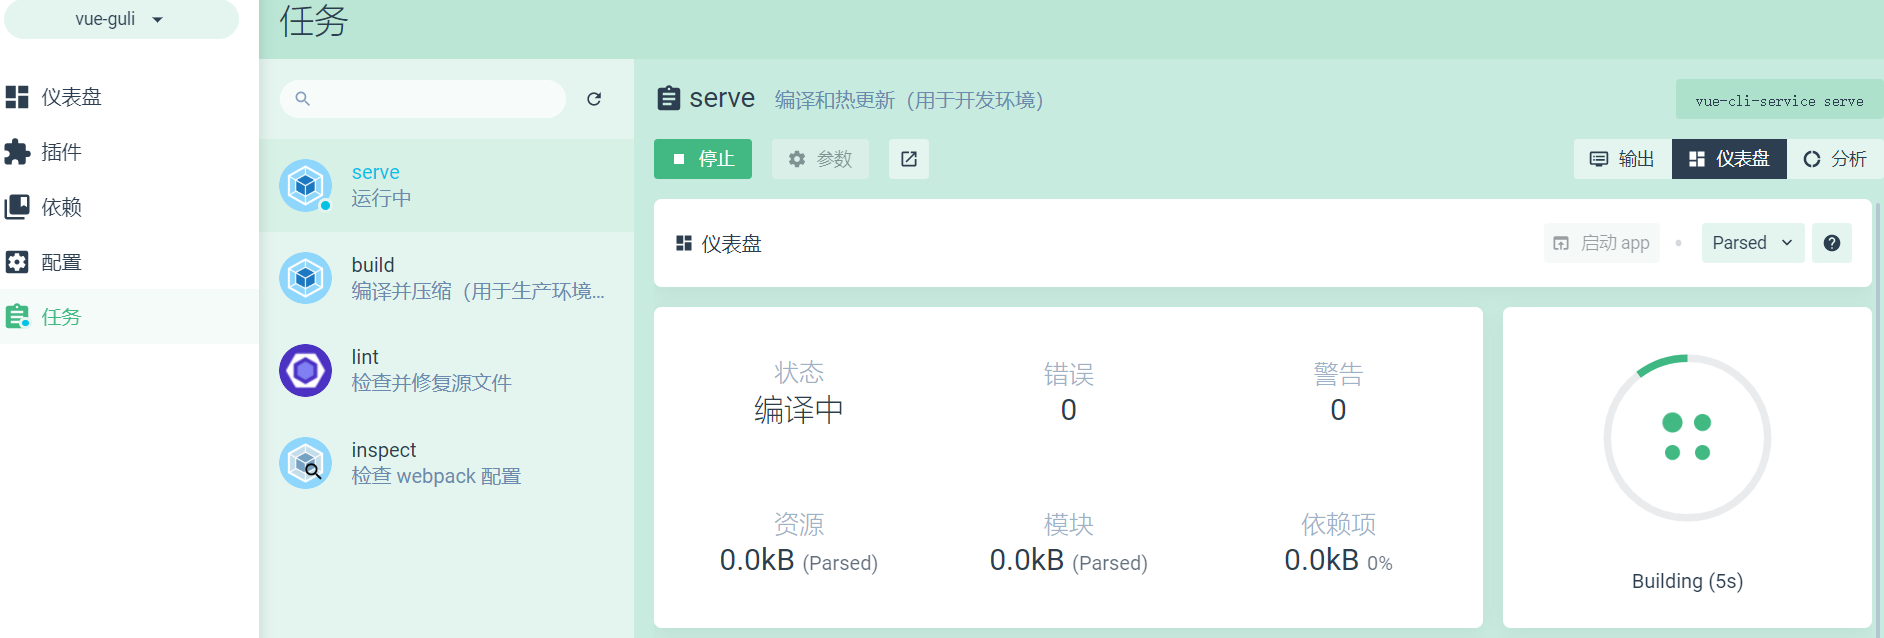 vue-guli
仪表盘
插件
依赖
配置
任务
任务
serve
运行中
build
编译并压缩（用于生产环境...
lint
检查并修复源文件
inspect
检查 webpack 配置
serve 编译和热更新（用于开发环境）
vue-cli-service serve
停止 参数
输出 仪表盘 分析
仪表盘
启动 app Parsed
状态 错误 警告
编译中 0 0
资源 模块 依赖项
0.0kB (Parsed) 0.0kB (Parsed) 0.0kB 0%
Building (5s)